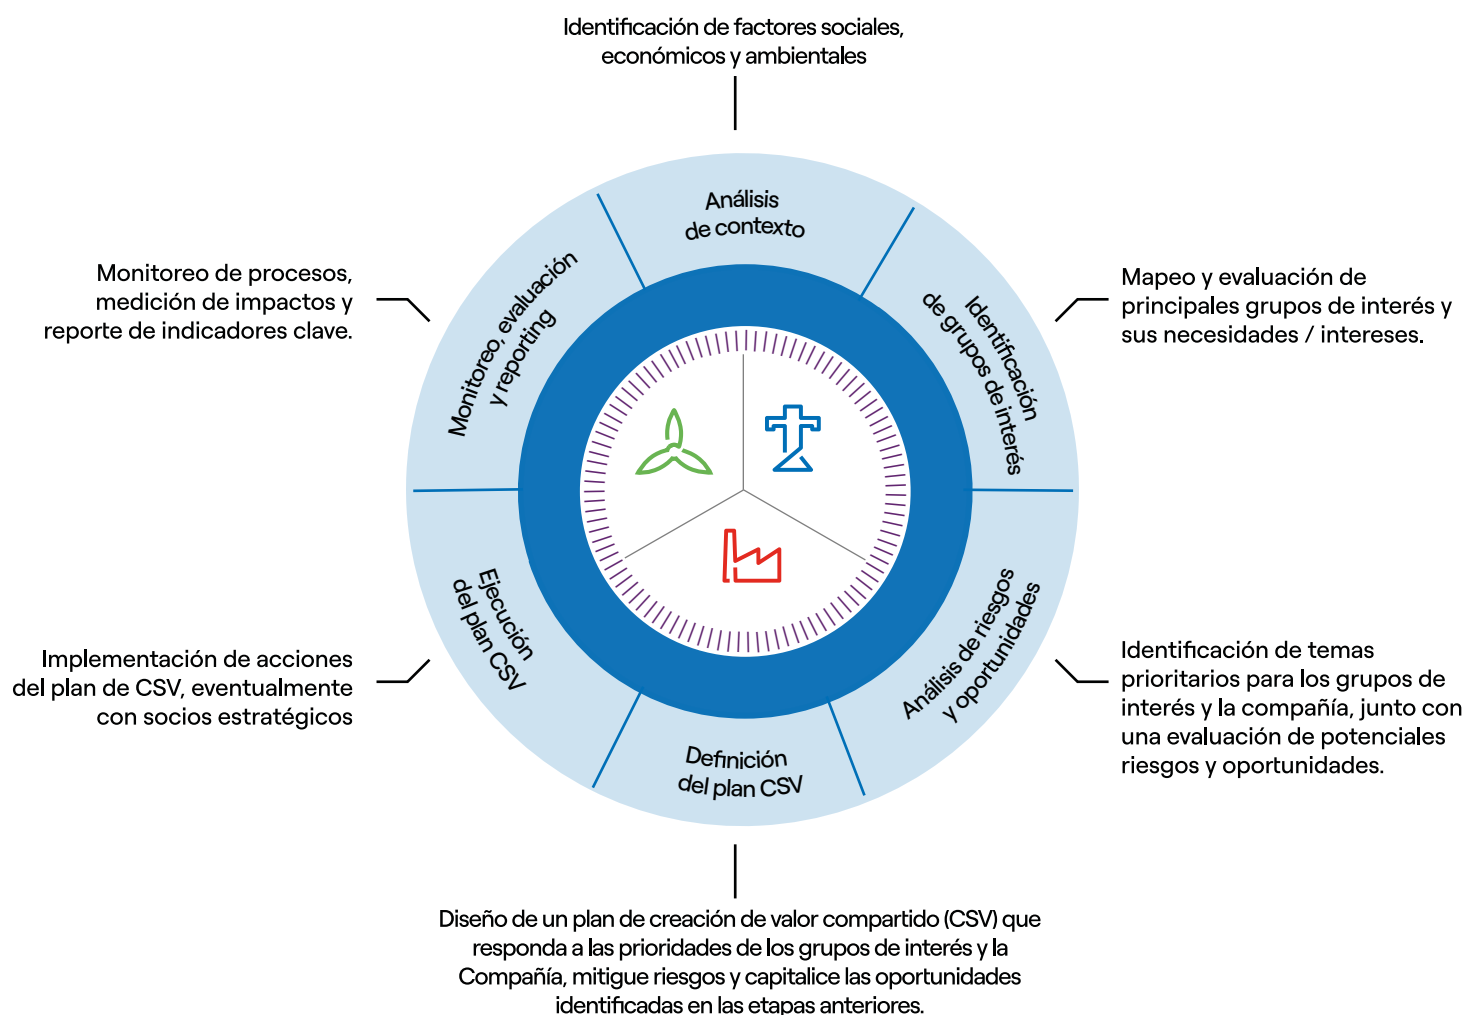 Identificación de factores sociales,
económicos y ambientales
Análisis
de contexto
Identificación
de grupos de interés
Mapeo y evaluación de
principales grupos de interés y
sus necesidades / intereses.
Análisis de riesgos
y oportunidades
Identificación de temas
prioritarios para los grupos de
interés y la compañía, junto con
una evaluación de potenciales
riesgos y oportunidades.
Definición
del plan CSV
Diseño de un plan de creación de valor compartido (CSV) que
responda a las prioridades de los grupos de interés y la
Compañía, mitigue riesgos y capitalice las oportunidades
identificadas en las etapas anteriores.
Ejecución
del plan CSV
Implementación de acciones
del plan de CSV, eventualmente
con socios estratégicos
Monitoreo, evaluación
y reporting
Monitoreo de procesos,
medición de impactos y
reporte de indicadores clave.